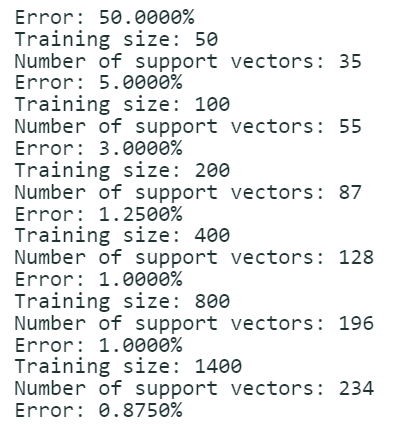 Error: 50.0000%
Training size: 50
Number of support vectors: 35
Error: 5.0000%
Training size: 100
Number of support vectors: 55
Error: 3.0000%
Training size: 200
Number of support vectors: 87
Error: 1.2500%
Training size: 400
Number of support vectors: 128
Error: 1.0000%
Training size: 800
Number of support vectors: 196
Error: 1.0000%
Training size: 1400
Number of support vectors: 234
Error: 0.8750%